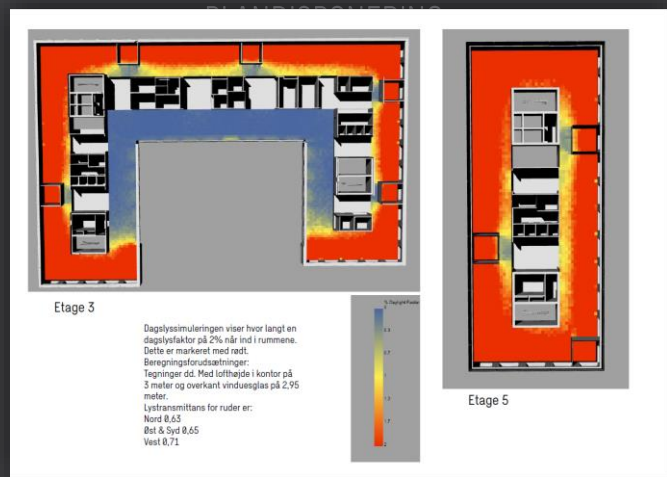 PLANDISPONERING
Etage 3
Dagslyssimuleringen viser hvor langt en
dagslysfaktor på 2% når ind i rummene.
Dette er markeret med rødt.
Beregningsforudsætninger:
Tegninger dd. Med lofthøjde i kontor på
3 meter og overkant vinduesglas på 2,95
meter.
Lystransmittans for ruder er:
Nord 0,63
Øst & Syd 0,65
Vest 0,71
Etage 5